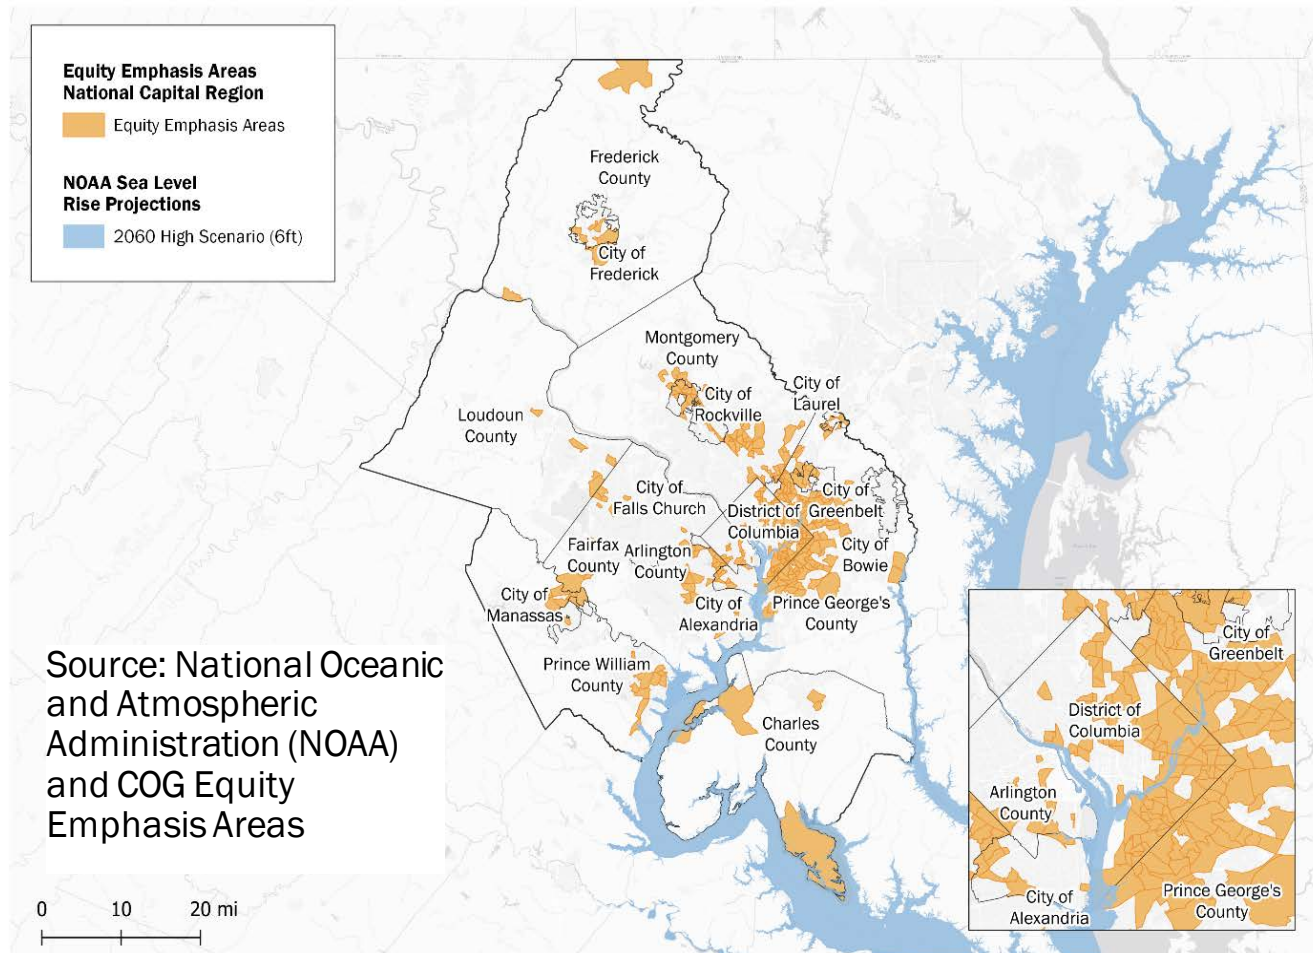 Equity Emphasis Areas
National Capital Region
Equity Emphasis Areas
NOAA Sea Level
Rise Projections
2060 High Scenario (6ft)
Frederick
County
City of
Frederick
Montgomery
County
City of
Rockville
City of
Laurel
Loudoun
County
City of
Falls Church
City of
Greenbelt
District of
Columbia
Fairfax
County
Arlington
County
City of
Bowie
City of
Manassas
City of
Alexandria
Prince George's
County
Prince William
County
Charles
County
Source: National Oceanic
and Atmospheric
Administration (NOAA)
and COG Equity
Emphasis Areas
0 10 20 mi
City of
Greenbelt
District of
Columbia
Arlington
County
City of
Alexandria
Prince George's
County